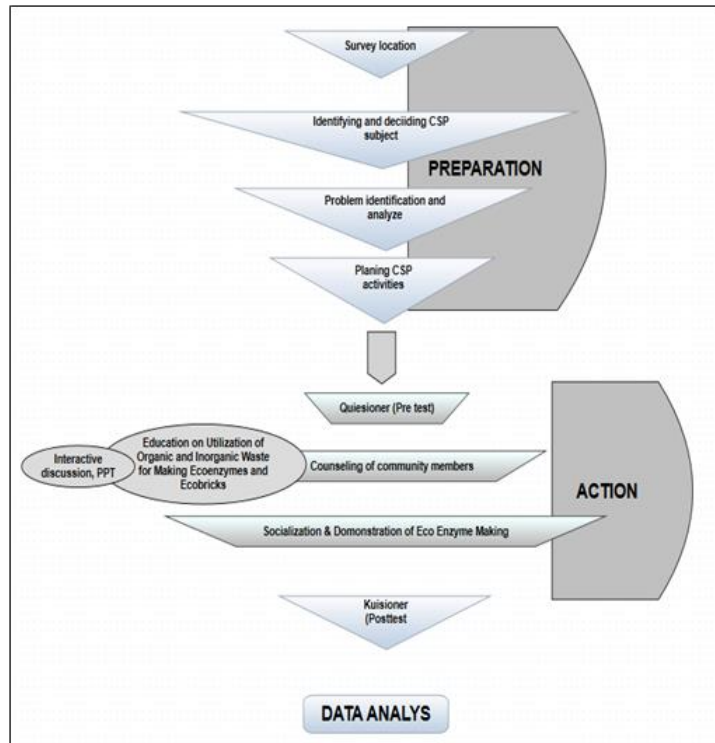 Survey location
Identifying and deciiding CSP
subject
PREPARATION
Problem identification and
analyze
Planing CSP
activities
Quiesioner (Pre test)
Education on Utilization of
Organic and Inorganic Waste
for Making Ecoenzymes and
Ecobricks
Interactive
discussion, PPT
Counseling of community members
ACTION
Socialization & Domonstration of Eco Enzyme Making
Kuisioner
(Posttest
DATA ANALYS